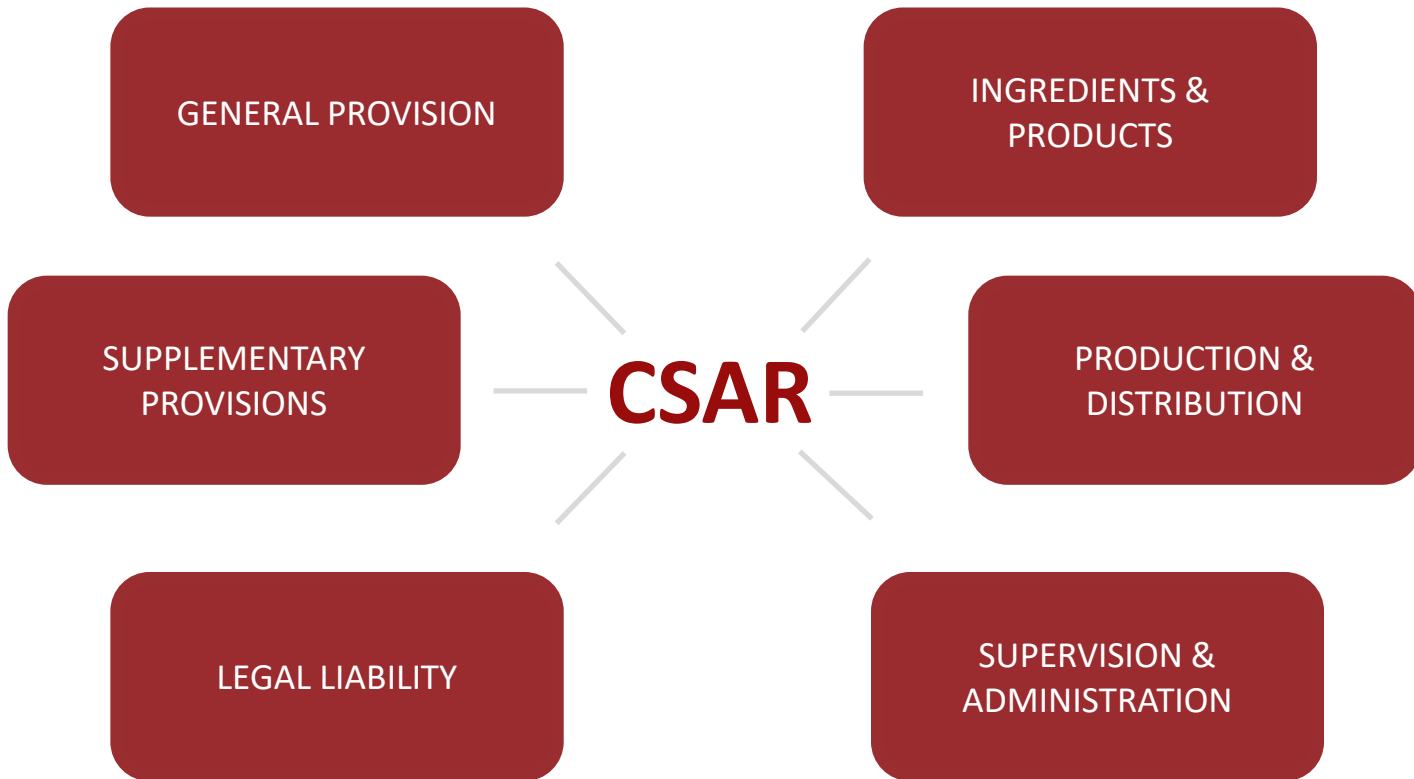 GENERAL PROVISION
INGREDIENTS &
PRODUCTS
SUPPLEMENTARY
PROVISIONS
CSAR
PRODUCTION &
DISTRIBUTION
LEGAL LIABILITY
SUPERVISION &
ADMINISTRATION